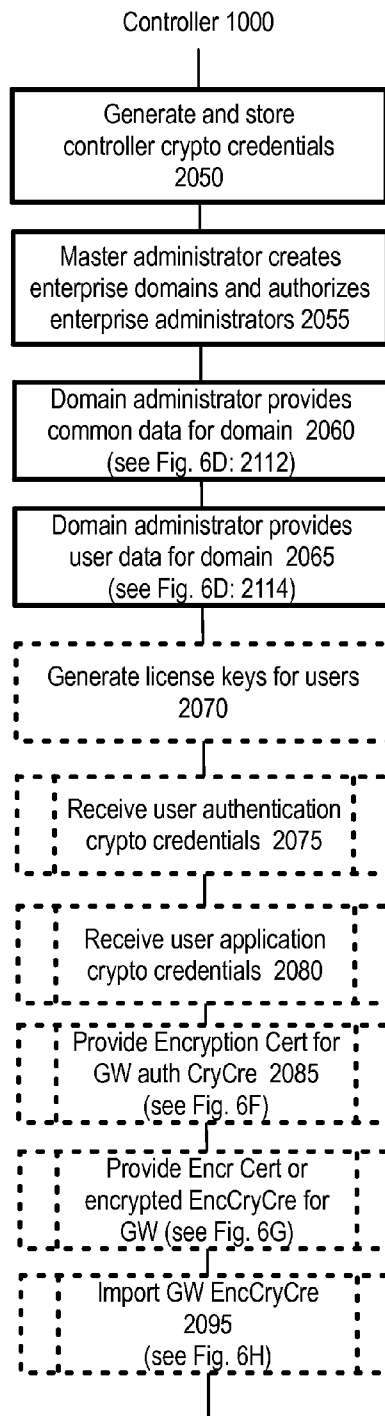 Controller 1000
Generate and store
controller crypto credentials
2050
Master administrator creates
enterprise domains and authorizes
enterprise administrators 2055
Domain administrator provides
common data for domain 2060
(see Fig. 6D: 2112)
Domain administrator provides
user data for domain 2065
(see Fig. 6D: 2114)
Generate license keys for users
2070
Receive user authentication
crypto credentials 2075
Receive user application
crypto credentials 2080
Provide Encryption Cert for
GW auth CryCre 2085
(see Fig. 6F)
Provide Encr Cert or
encrypted EncCryCre for
GW (see Fig. 6G)
Import GW EncCryCre
2095
(see Fig. 6H)